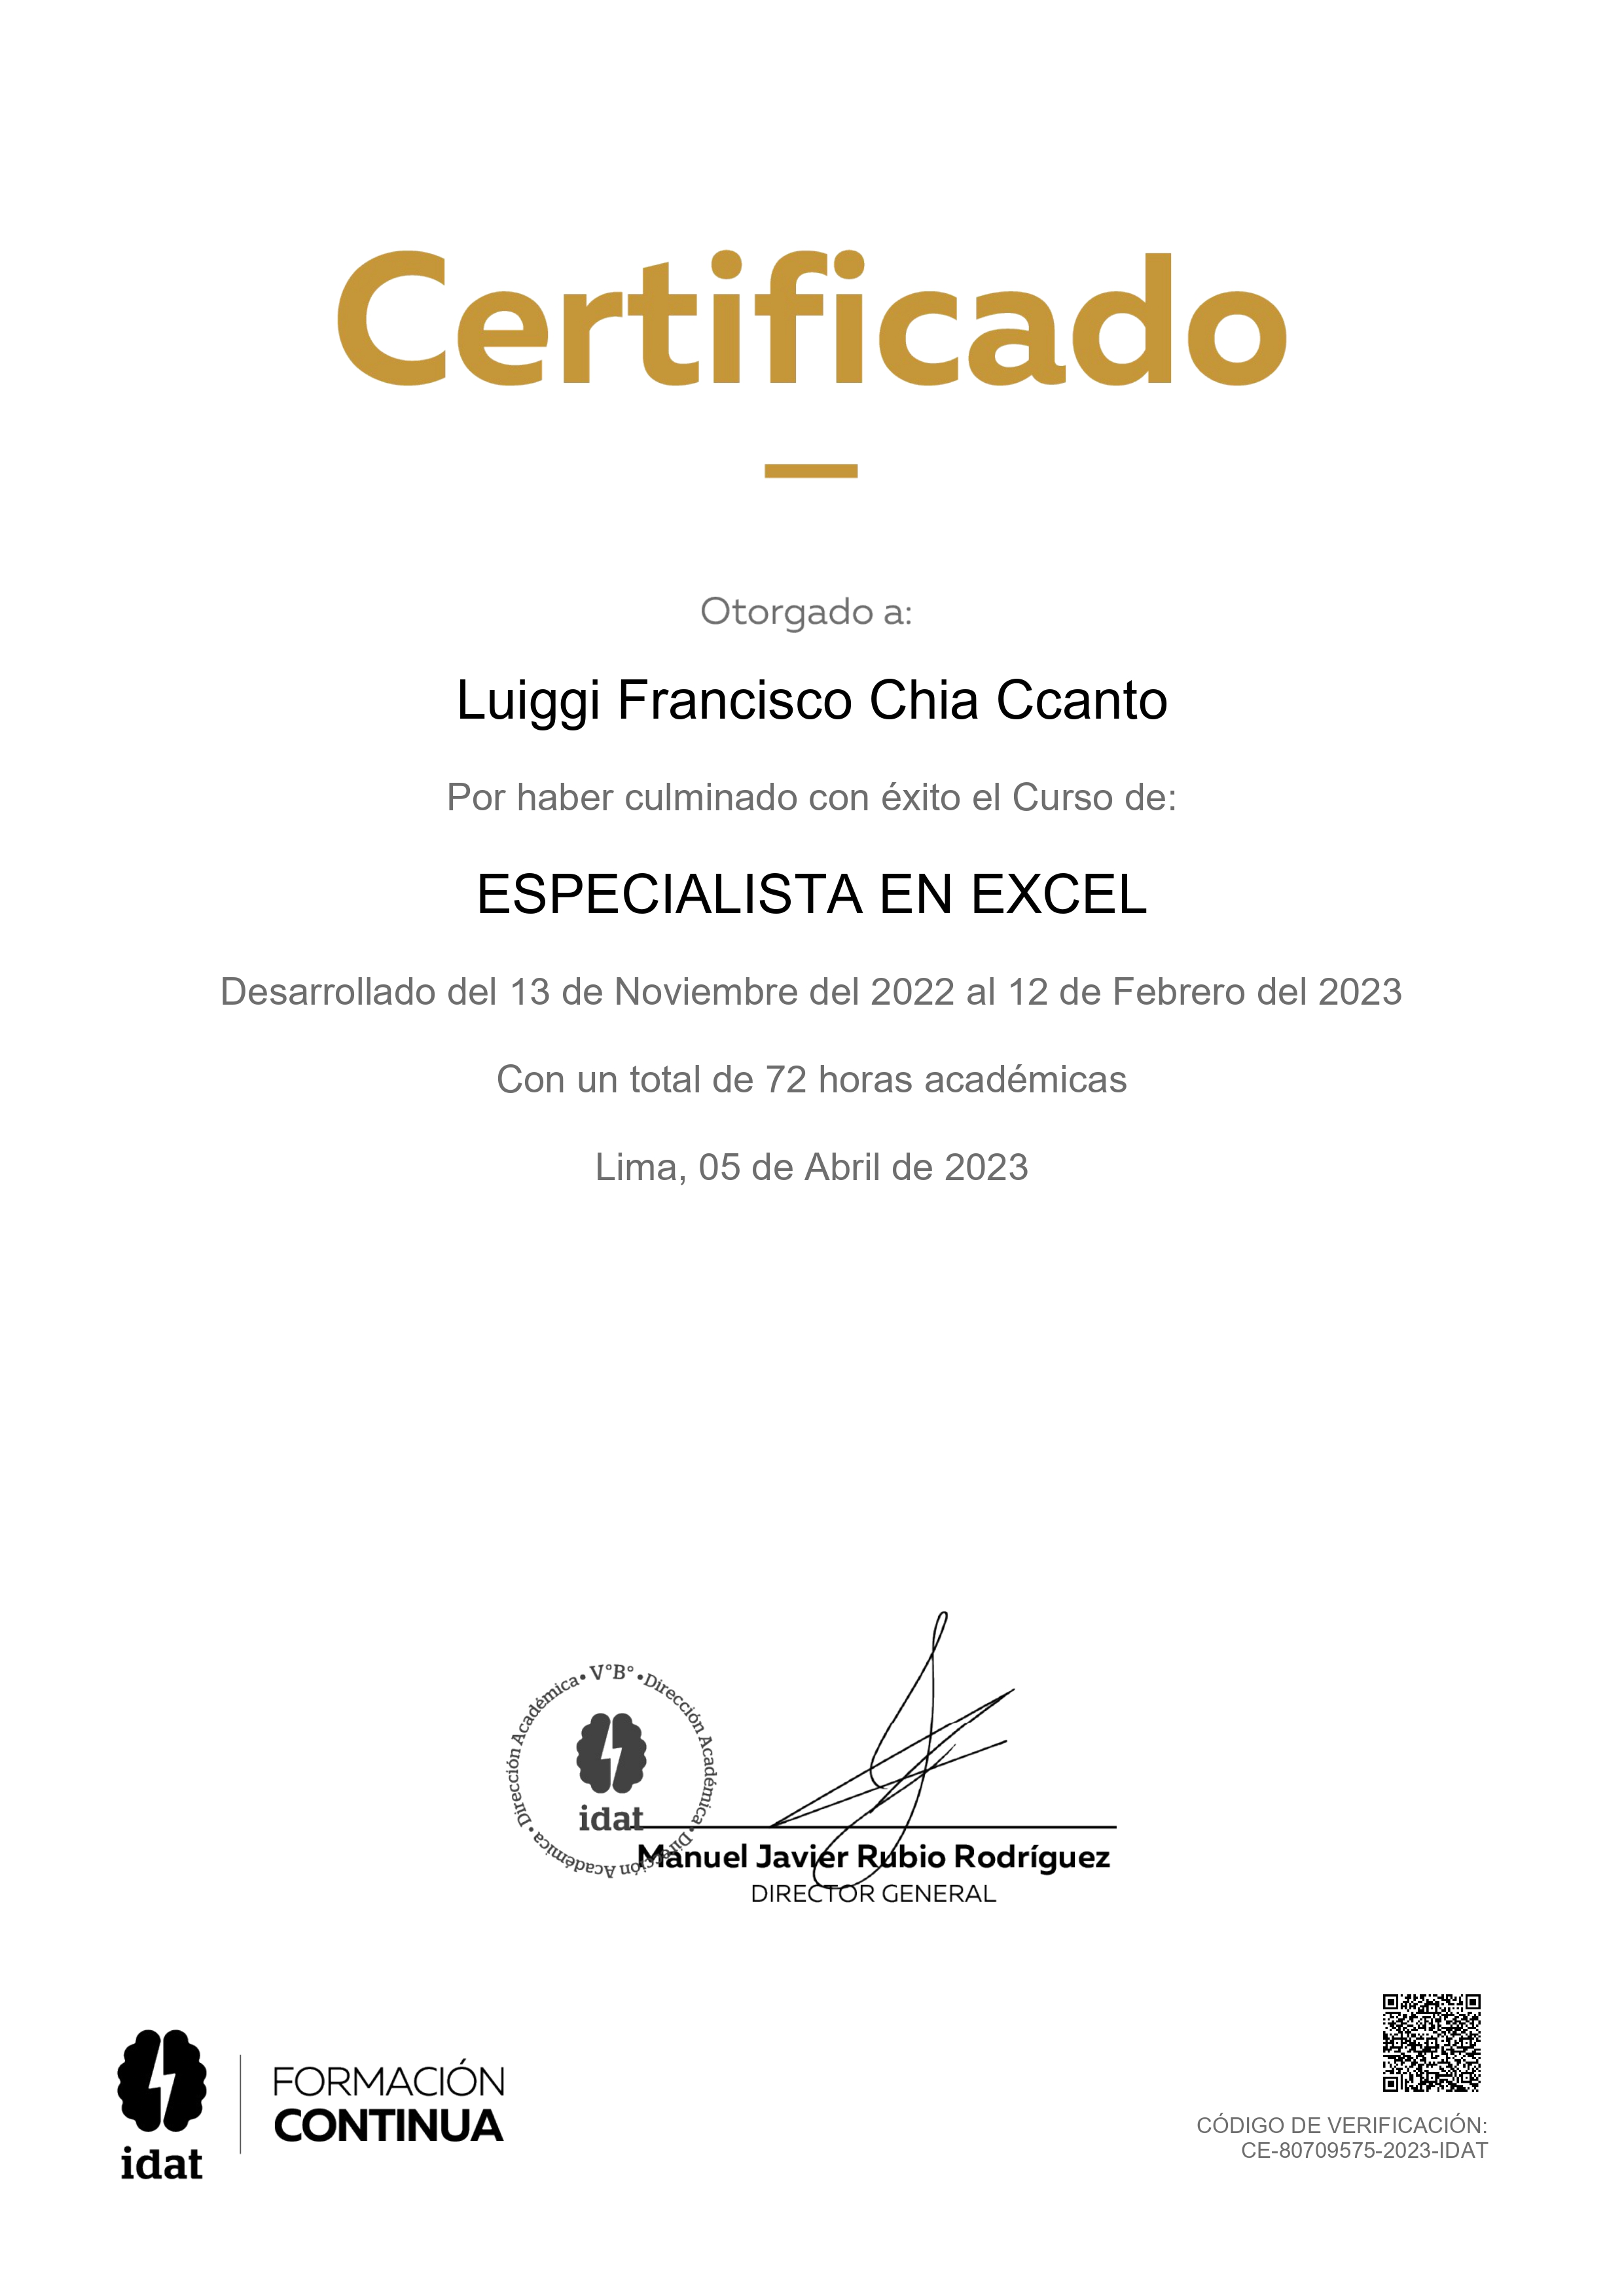 Certificado
Otorgado a:
Luiggi Francisco Chia Ccanto
Por haber culminado con éxito el Curso de:
ESPECIALISTA EN EXCEL
Desarrollado del 13 de Noviembre del 2022 al 12 de Febrero del 2023
Con un total de 72 horas académicas
Lima, 05 de Abril de 2023
V°B° • Dirección Académica • Dirección Académica • Dirección Académica •
idat
Manuel Javier Rubio Rodríguez
DIRECTOR GENERAL
idat
FORMACIÓN
CONTINUA
CÓDIGO DE VERIFICACIÓN:
CE-80709575-2023-IDAT